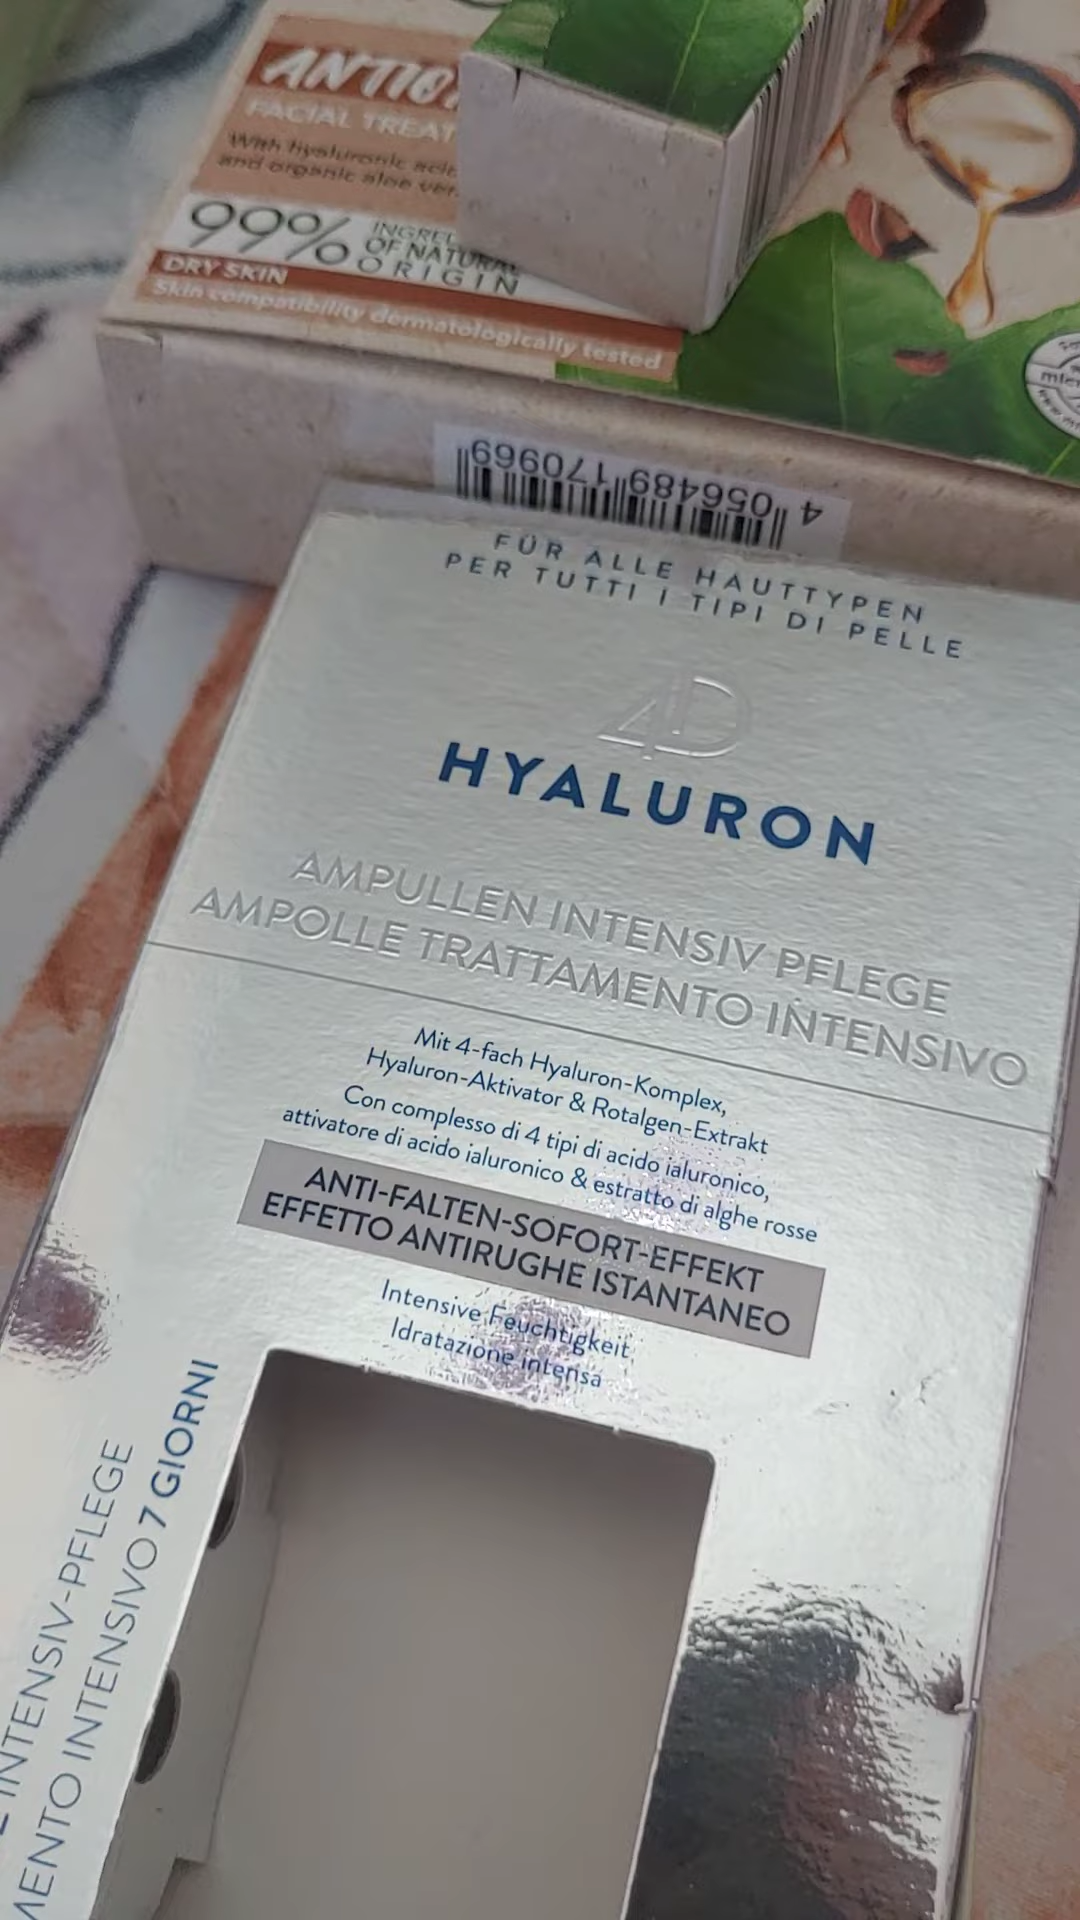 FACIAL TREAT
With hyaluronic acid
and organic aloe ver
99%
OF NATURAL
ORIGIN
DRY SKIN
Skin compatibility dermatologically tested
4 056489 170969
FÜR ALLE HAUTTYPEN
PER TUTTI I TIPI DI PELLE
4D
HYALURON
AMPULLEN INTENSIV PFLEGE
AMPOLLE TRATTAMENTO INTENSIVO
Mit 4-fach Hyaluron-Komplex,
Hyaluron-Aktivator & Rotalgen-Extrakt
Con complesso di 4 tipi di acido ialuronico,
attivatore di acido ialuronico & estratto di alghe rosse
ANTI-FALTEN-SOFORT-EFFEKT
EFFETTO ANTIRUGHE ISTANTANEO
Intensive Feuchtigkeit
Idratazione intensa
INTENSIV-PFLEGE
MENTO INTENSIVO 7 GIORNI